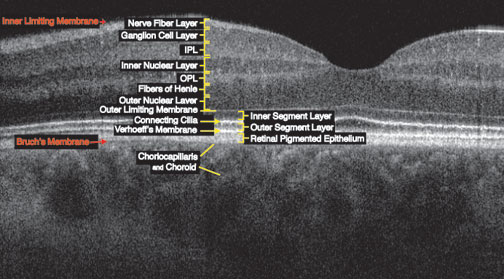 Inner Limiting Membrane
Nerve Fiber Layer
Ganglion Cell Layer
IPL
Inner Nuclear Layer
OPL
Fibers of Henle
Outer Nuclear Layer
Outer Limiting Membrane
Connecting Cilia
Verhoeff's Membrane
Bruch's Membrane
Choriocapillaris
and Choroid
Inner Segment Layer
Outer Segment Layer
Retinal Pigmented Epithelium